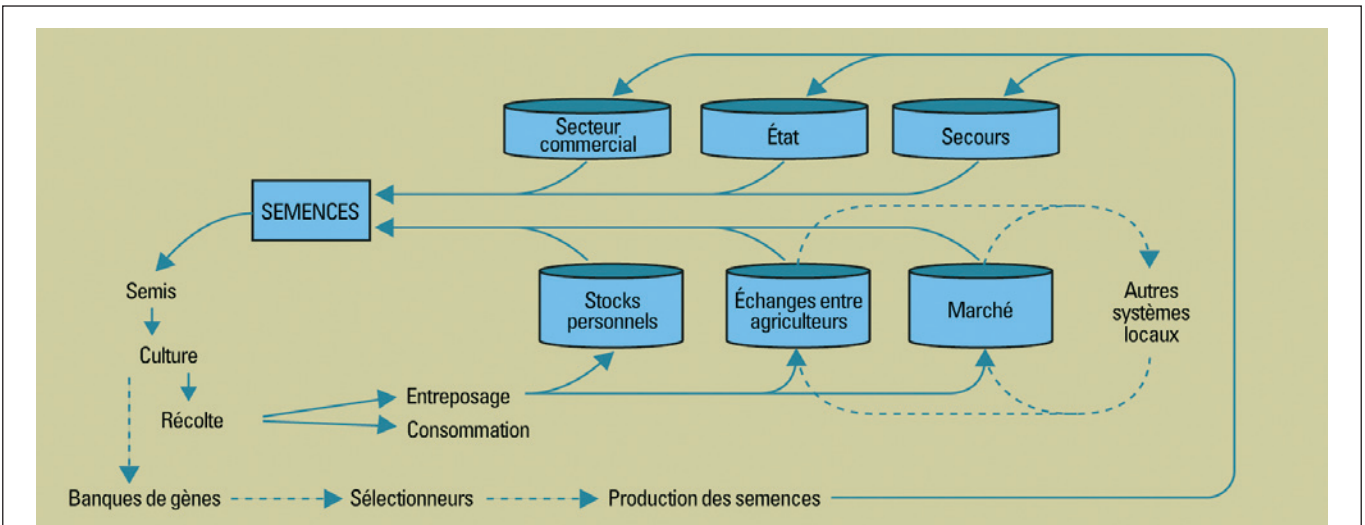 Secteur
commercial
État
Secours
SEMENCES
Semis
Stocks
personnels
Échanges entre
agriculteurs
Marché
Autres
systèmes
locaux
Culture
Récolte
Entreposage
Consommation
Banques de gènes
Sélectionneurs
Production des semences